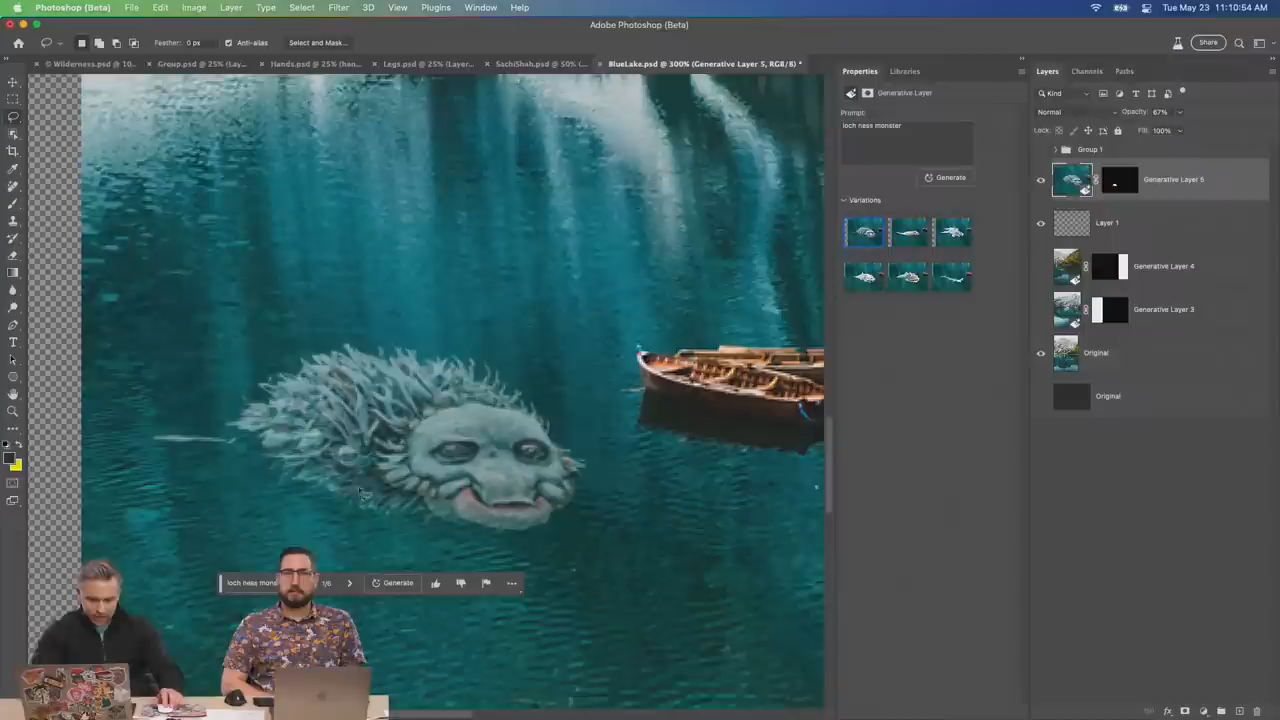 Photoshop (Beta) File Edit Image Layer Type Select Filter 3D View Plugins Window Help Tue May 23 11:10:54 AM
Adobe Photoshop (Beta)
Feather: 0 px Anti-alias Select and Mask... Share
© Wilderness.psd @ 10... Group.psd @ 25% (Lay... Hands.psd @ 25% (han... Legs.psd @ 25% (Layer... SachiShah.psd @ 50% (... BlueLake.psd @ 300% (Generative Layer 5, RGB/8) *
Properties Libraries
Generative Layer
Prompt:
loch ness monster
Generate
Variations
Layers Channels Paths
Kind
Normal Opacity: 67%
Lock: Fill: 100%
Group 1
Generative Layer 5
Layer 1
Generative Layer 4
Generative Layer 3
Original
Original
loch ness mons 1/6 Generate